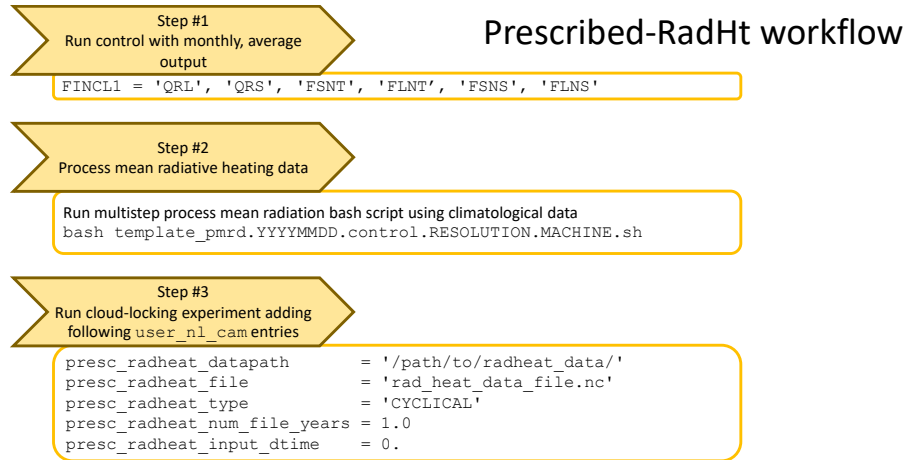 Prescribed-RadHt workflow
Step #1
Run control with monthly, average
output
FINCL1 = 'QRL', 'QRS', 'FSNT', 'FLNT’, 'FSNS', 'FLNS'
Step #2
Process mean radiative heating data
Run multistep process mean radiation bash script using climatological data
bash template_pmrd.YYYYMMDD.control.RESOLUTION.MACHINE.sh
Step #3
Run cloud-locking experiment adding
following user_nl_cam entries
presc_radheat_datapath = '/path/to/radheat_data/'
presc_radheat_file = 'rad_heat_data_file.nc'
presc_radheat_type = 'CYCLICAL'
presc_radheat_num_file_years = 1.0
presc_radheat_input_dtime = 0.